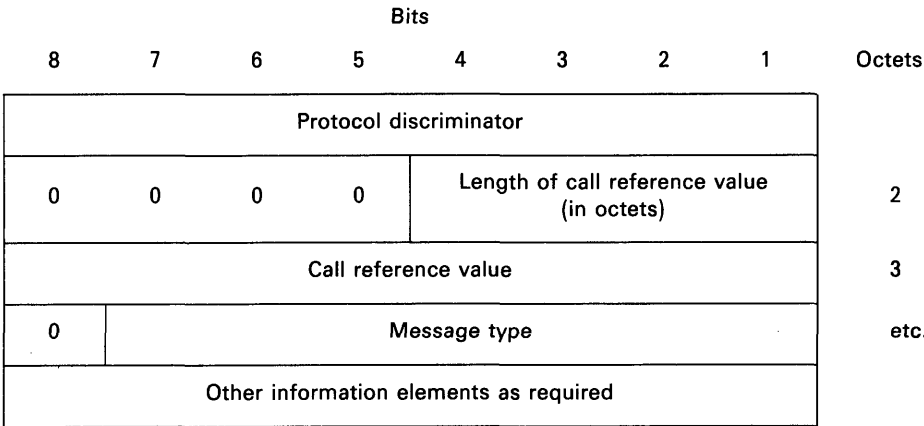 Bits
8 7 6 5 4 3 2 1 Octets
Protocol discriminator
0 0 0 0 Length of call reference value
(in octets) 2
Call reference value 3
0 Message type etc.
Other information elements as required